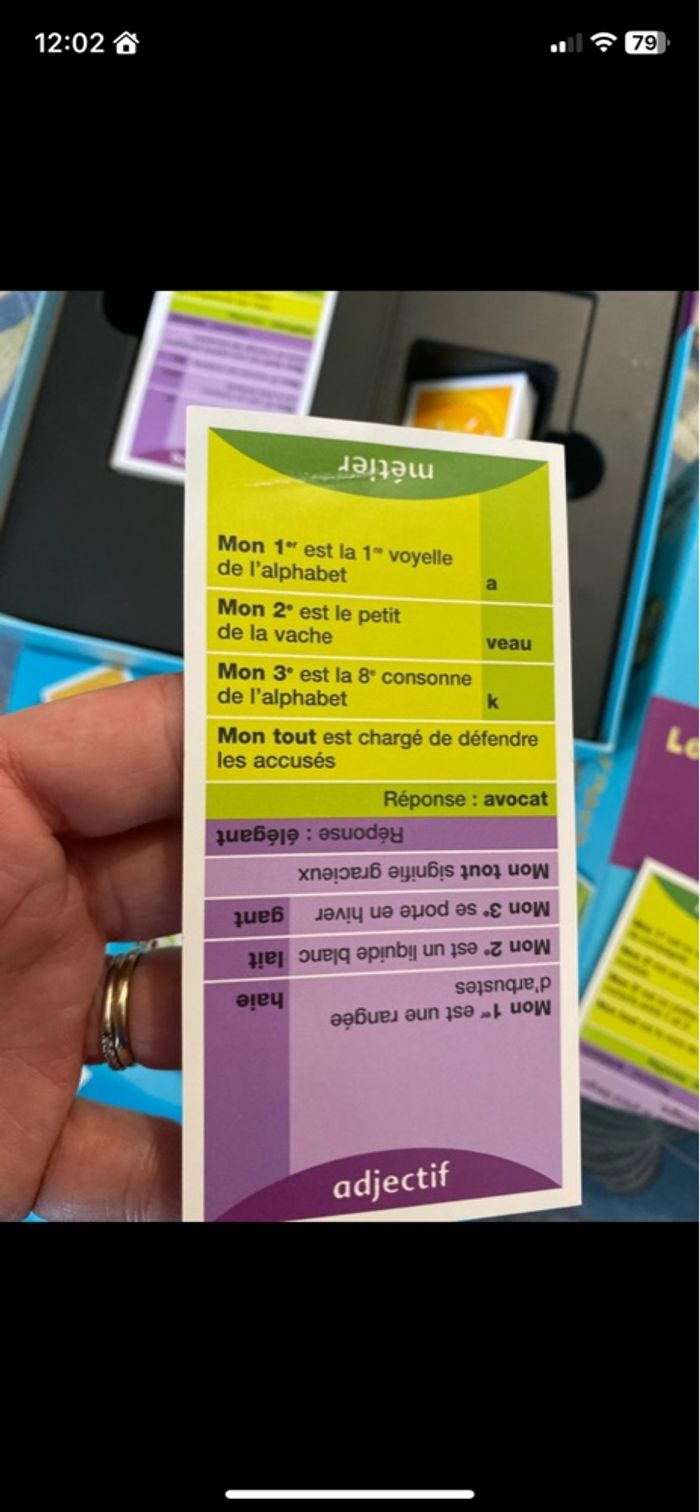 12:02
79
métier
Mon 1er est la 1re voyelle
de l'alphabet
a
Mon 2e est le petit
de la vache
veau
Mon 3e est la 8e consonne
de l'alphabet
k
Mon tout est chargé de défendre
les accusés
Réponse : avocat
adjectif
Mon 1er est une rangée
d'arbustes
haie
Mon 2e est un liquide blanc
lait
Mon 3e se porte en hiver
gant
Mon tout signifie gracieux
Réponse : élégant
Le